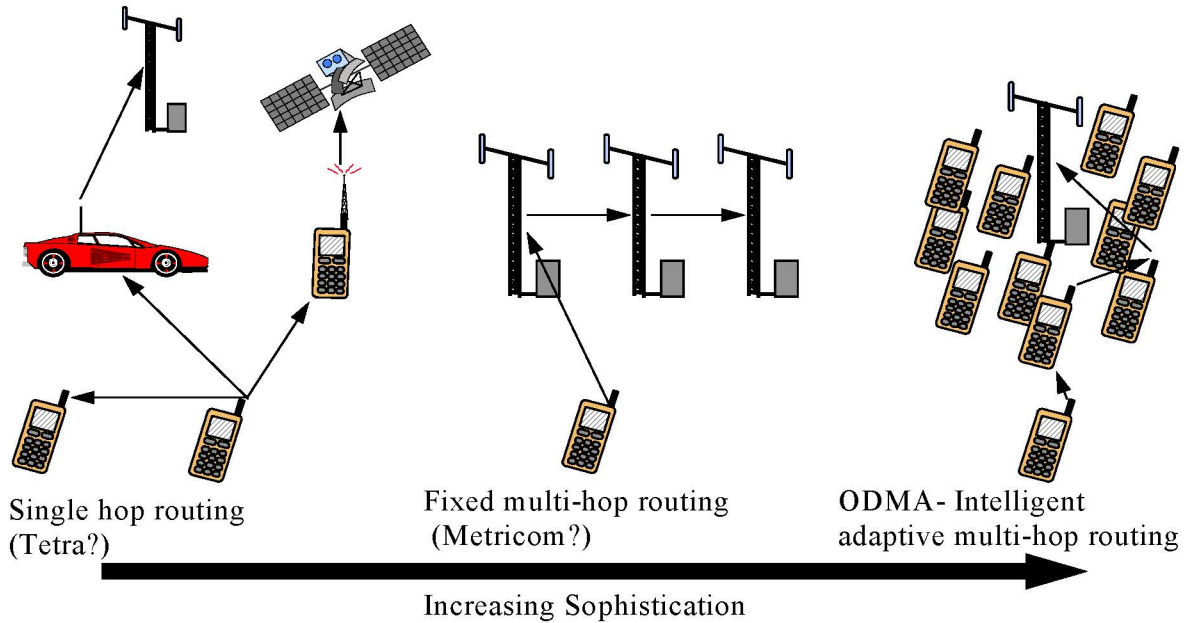 Single hop routing
(Tetra?)
Fixed multi-hop routing
(Metricom?)
ODMA- Intelligent
adaptive multi-hop routing
Increasing Sophistication